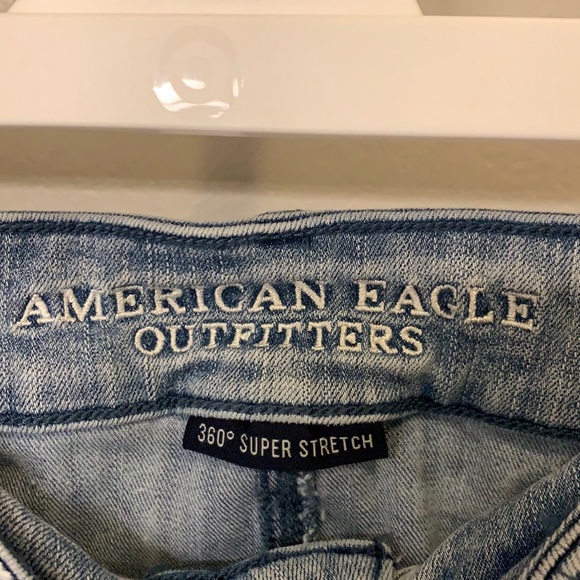 AMERICAN EAGLE
OUTFITTERS
360° SUPER STRETCH